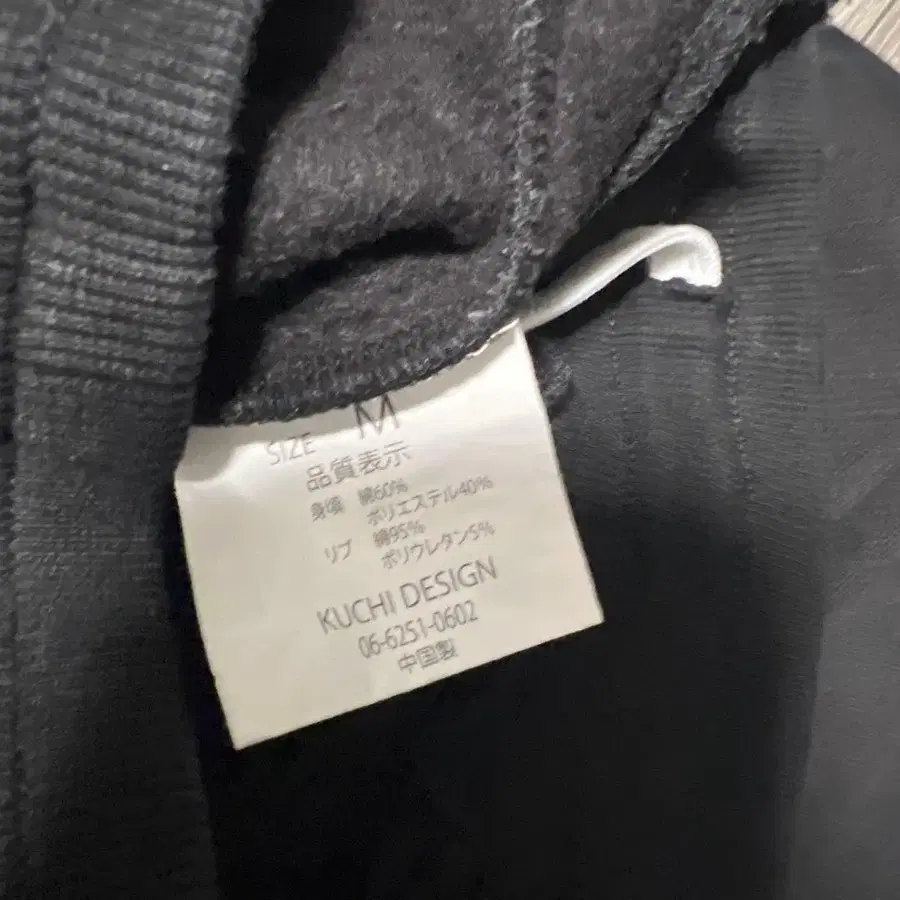 SIZE M
品質表示
身頃 綿60%
ポリエステル40%
リブ 綿95%
ポリウレタン5%
KUCHI DESIGN
06-6251-0602
中国製